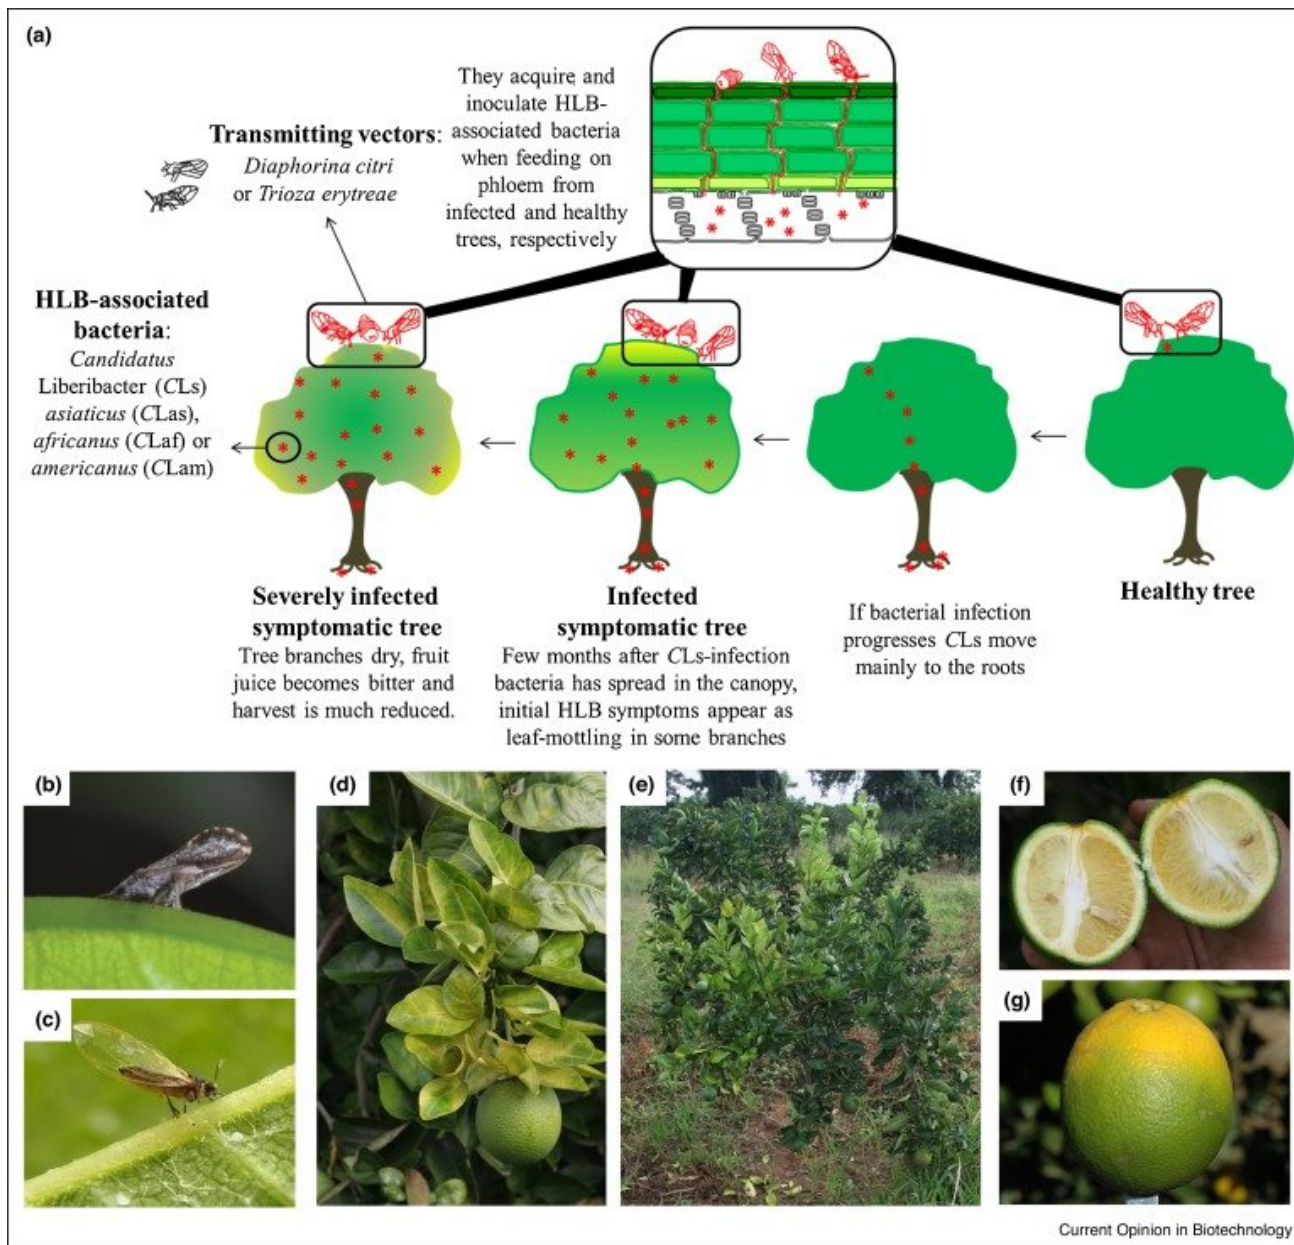 (a)
They acquire and
inoculate HLB-
associated bacteria
when feeding on
phloem from
infected and healthy
trees, respectively
Transmitting vectors:
Diaphorina citri
or Trioza erytreae
HLB-associated
bacteria:
Candidatus
Liberibacter (CLs)
asiaticus (CLas),
africanus (CLaf) or
americanus (CLam)
Severely infected
symptomatic tree
Tree branches dry, fruit
juice becomes bitter and
harvest is much reduced.
Infected
symptomatic tree
Few months after CLs-infection
bacteria has spread in the canopy,
initial HLB symptoms appear as
leaf-mottling in some branches
If bacterial infection
progresses CLs move
mainly to the roots
Healthy tree
(b)
(c)
(d)
(e)
(f)
(g)
Current Opinion in Biotechnology